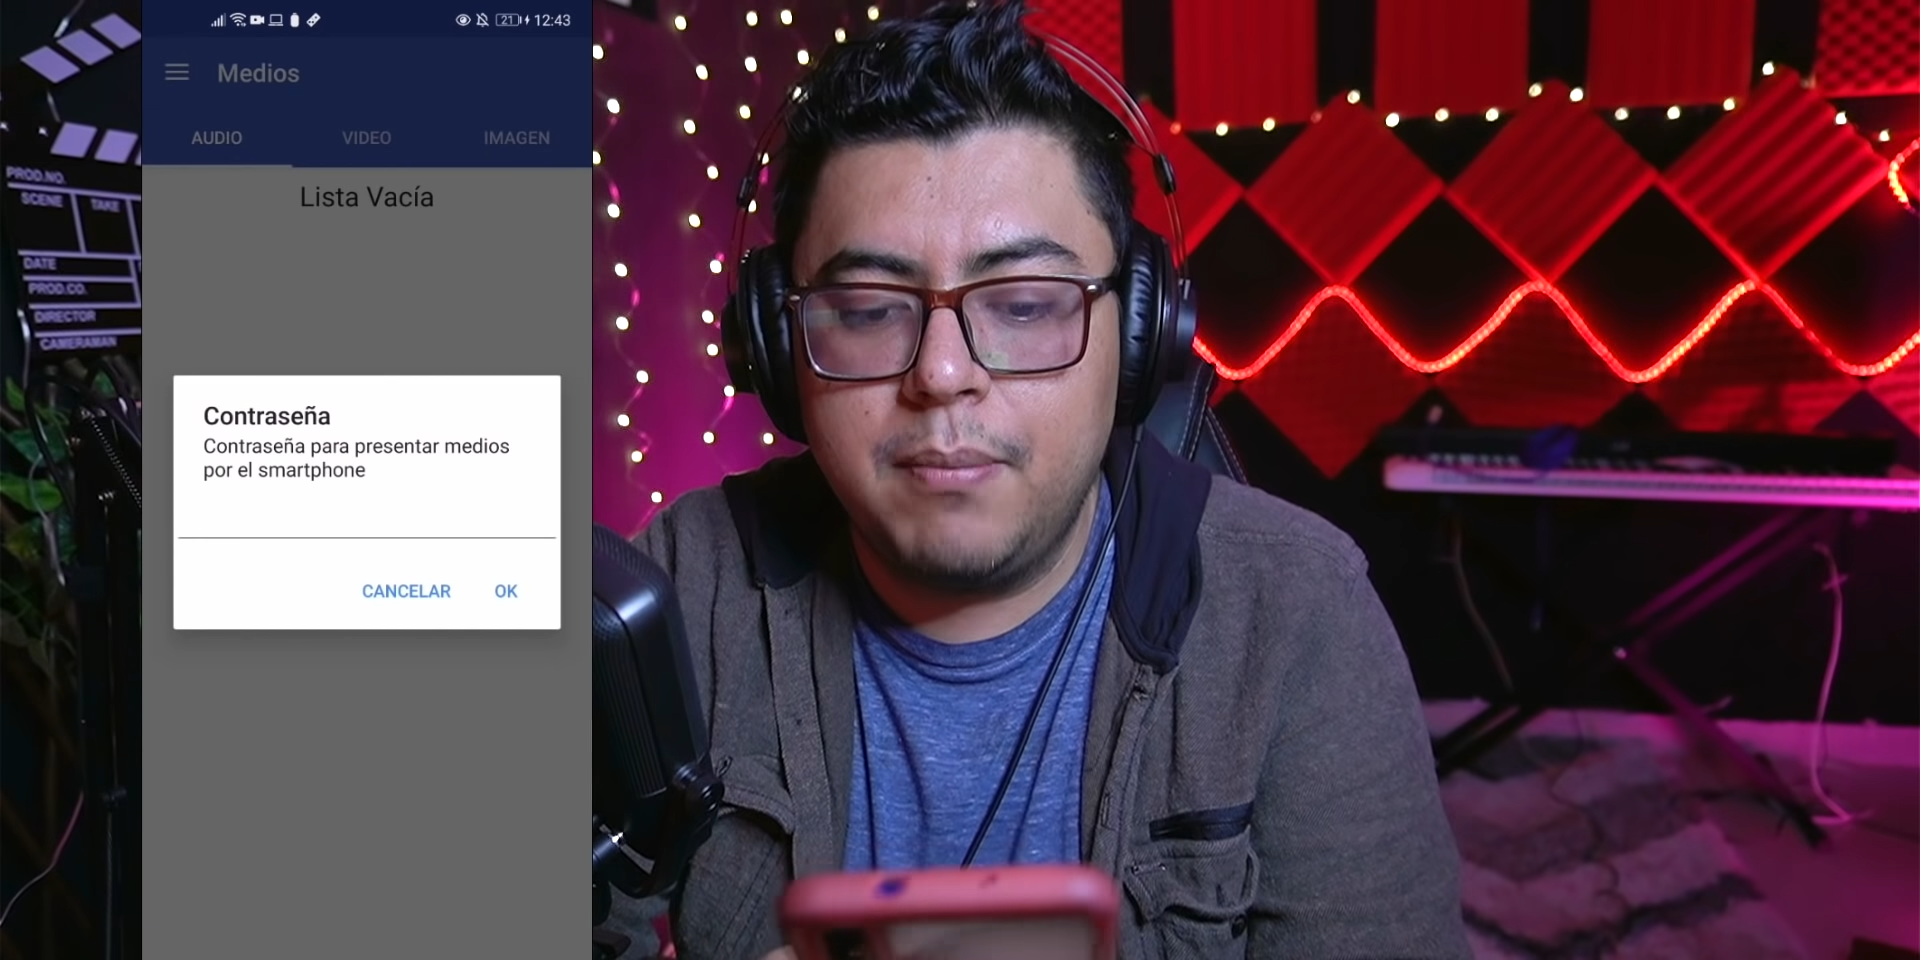 21 12:43
Medios
AUDIO VIDEO IMAGEN
Lista Vacía
Contraseña
Contraseña para presentar medios
por el smartphone
CANCELAR OK
PROD.NO.
SCENE TAKE
DATE
PROD.CO.
DIRECTOR
CAMERAMAN